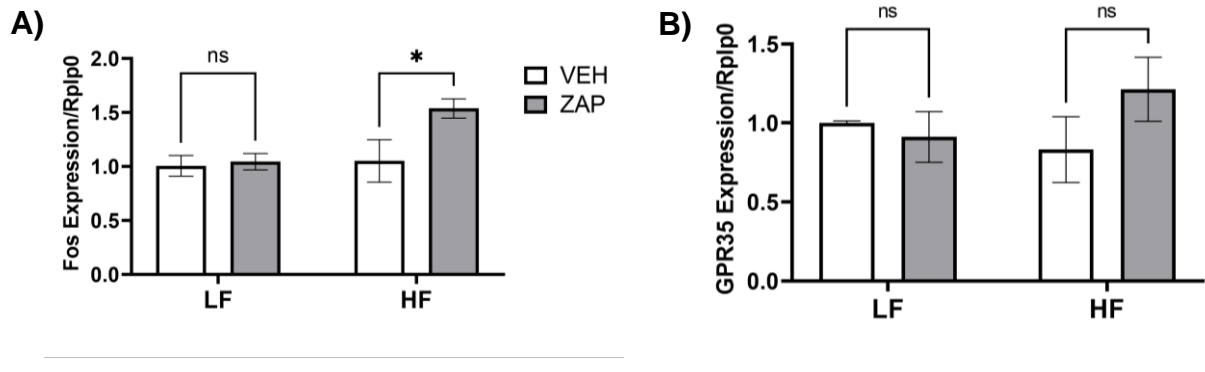 A)
Fos Expression/Rplp0
2.0
1.5
1.0
0.5
0.0
ns
*
LF
HF
VEH
ZAP
B)
GPR35 Expression/Rplp0
1.5
1.0
0.5
0.0
ns
ns
LF
HF